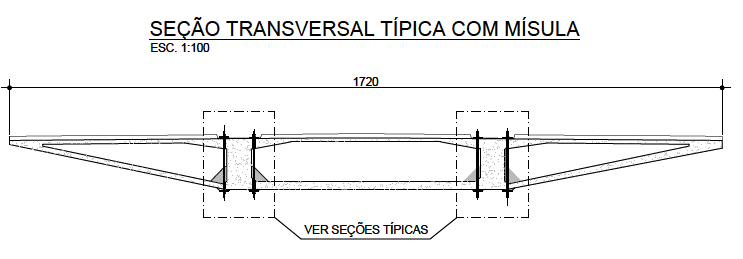 SEÇÃO TRANSVERSAL TÍPICA COM MÍSULA
ESC. 1:100
1720
VER SEÇÕES TÍPICAS